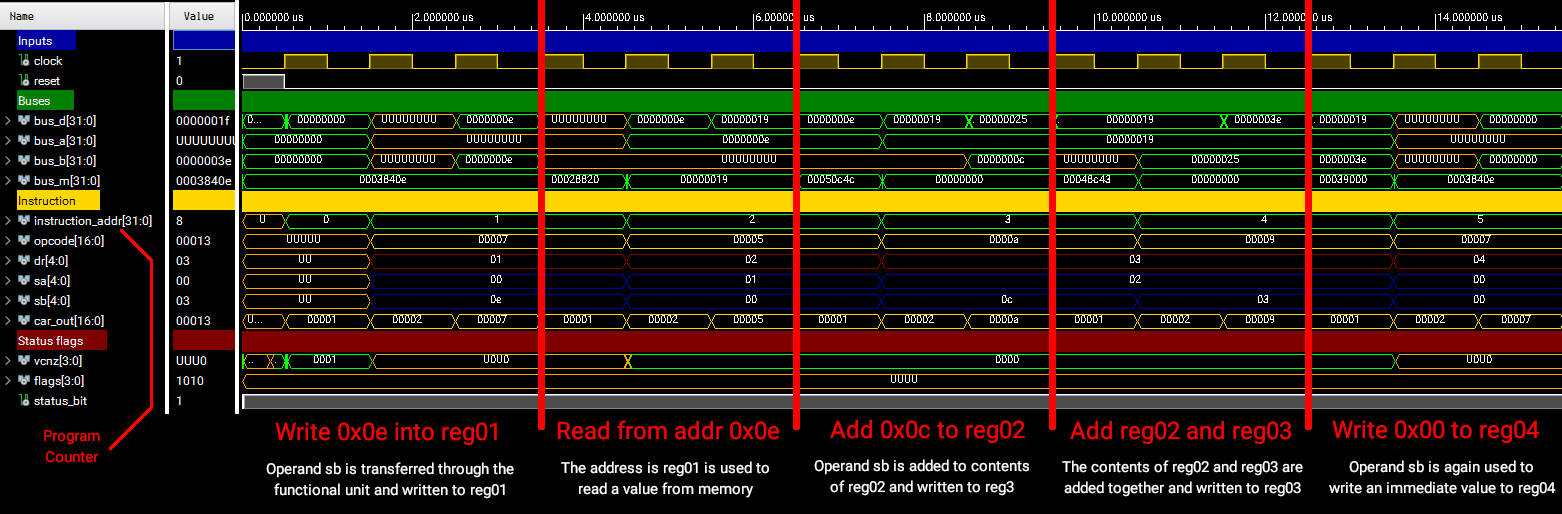 Name Value 0.000000 us 2.000000 us 4.000000 us 6.000000 us 8.000000 us 10.000000 us 12.000000 us 14.000000 us
Inputs
clock 1
reset 0
Buses
bus_d[31:0] 0000001f 0... 00000000 UUUUUUUU 0000000e UUUUUUUU 0000000e 00000019 0000000e 00000019 00000025 00000019 0000003e 00000019 UUUUUUUU 00000000
bus_a[31:0] UUUUUUUU 00000000 UUUUUUUU 0000000e 00000019 UUUUUUUU
bus_b[31:0] 0000003e 00000000 UUUUUUUU 0000000e UUUUUUUU 0000000c UUUUUUUU 00000025 0000003e UUUUUUUU 00000000
bus_m[31:0] 0003840e 0003840e 00028820 00000019 00050c4c 00000000 00048c43 00000000 00039000 0003840e
Instruction
instruction_addr[31:0] 8 U 0 1 2 3 4 5
opcode[16:0] 00013 UUUUU 00007 00005 0000a 00009 00007
dr[4:0] 03 UU 01 02 03 04
sa[4:0] 00 UU 00 01 02 00
sb[4:0] 03 UU 0e 00 0c 03 00
car_out[16:0] 00013 U... 00001 00002 00007 00001 00002 00005 00001 00002 0000a 00001 00002 00009 00001 00002 00007
Status flags
vcnz[3:0] UUU0 .. . 0001 U0U0 0000 U0U0
flags[3:0] 1010 UUUU
status_bit 1
Program
Counter
Write 0x0e into reg01
Operand sb is transferred through the
functional unit and written to reg01
Read from addr 0x0e
The address is reg01 is used to
read a value from memory
Add 0x0c to reg02
Operand sb is added to contents
of reg02 and written to reg3
Add reg02 and reg03
The contents of reg02 and reg03 are
added together and written to reg03
Write 0x00 to reg04
Operand sb is again used to
write an immediate value to reg04